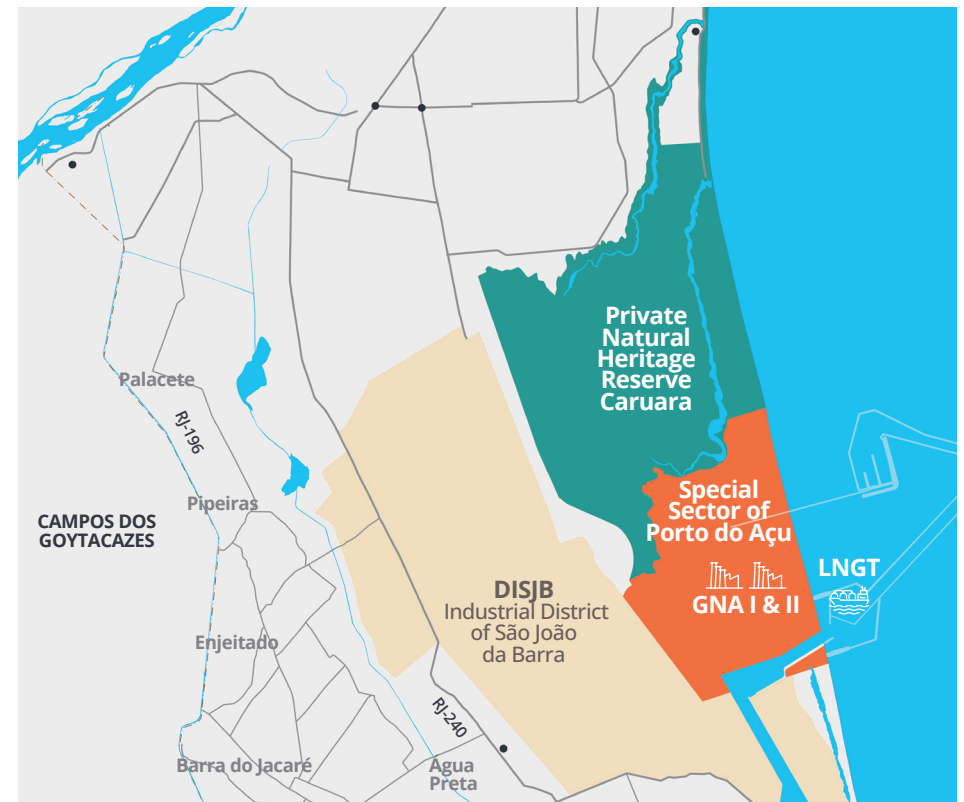 Private
Natural
Heritage
Reserve
Caruara
Palacete
RJ-196
Pipeiras
CAMPOS DOS
GOYTACAZES
Special
Sector of
Porto do Açu
GNA I & II
LNGT
DISJB
Industrial District
of São João
da Barra
Enjeitado
RJ-240
Barra do Jacaré
Água
Preta